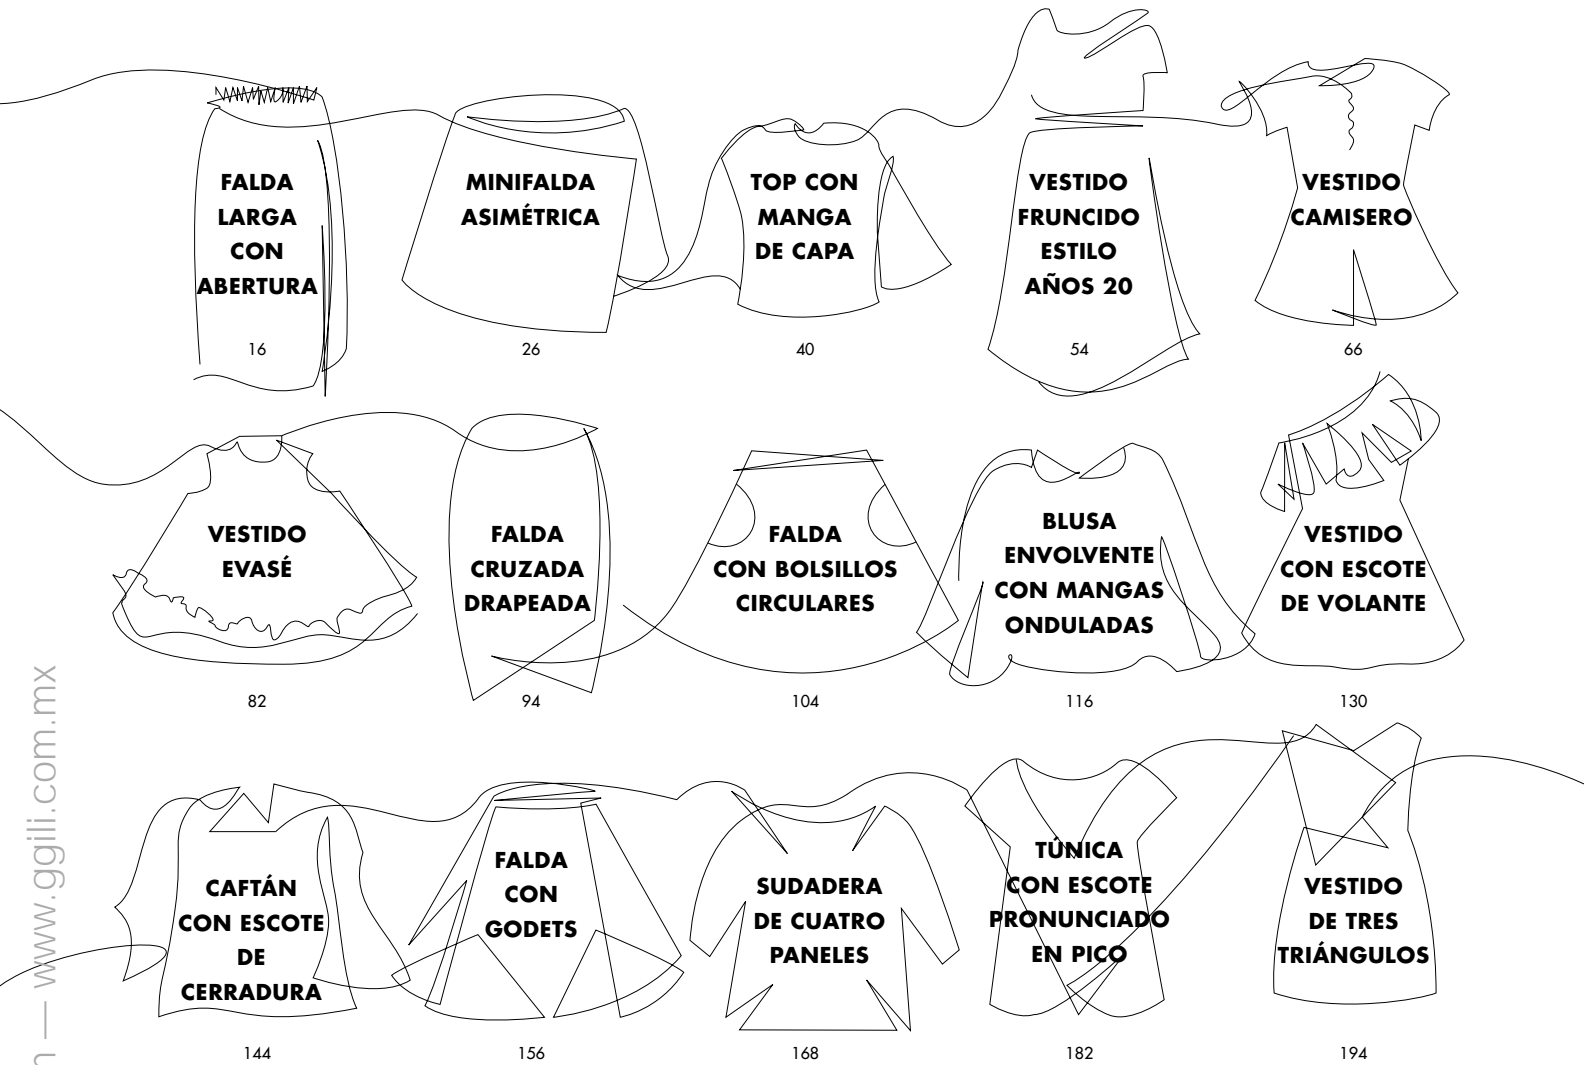 FALDA
LARGA
CON
ABERTURA
16
MINIFALDA
ASIMÉTRICA
26
TOP CON
MANGA
DE CAPA
40
VESTIDO
FRUNCIDO
ESTILO
AÑOS 20
54
VESTIDO
CAMISERO
66
VESTIDO
EVASÉ
82
FALDA
CRUZADA
DRAPEADA
94
FALDA
CON BOLSILLOS
CIRCULARES
104
BLUSA
ENVOLVENTE
CON MANGAS
ONDULADAS
116
VESTIDO
CON ESCOTE
DE VOLANTE
130
CAFTÁN
CON ESCOTE
DE
CERRADURA
144
FALDA
CON
GODETS
156
SUDADERA
DE CUATRO
PANELES
168
TÚNICA
CON ESCOTE
PRONUNCIADO
EN PICO
182
VESTIDO
DE TRES
TRIÁNGULOS
194
— www.ggili.com.mx